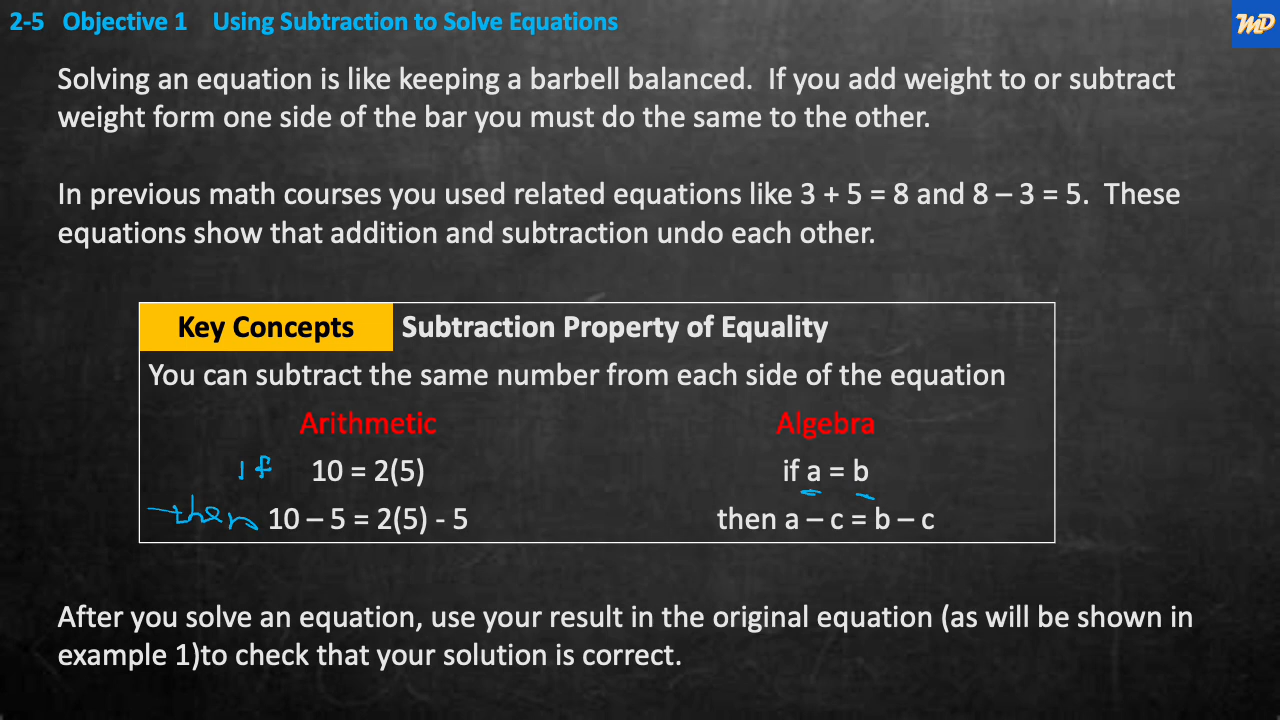 2-5 Objective 1 Using Subtraction to Solve Equations
MD
Solving an equation is like keeping a barbell balanced. If you add weight to or subtract
weight form one side of the bar you must do the same to the other.
In previous math courses you used related equations like 3 + 5 = 8 and 8 – 3 = 5. These
equations show that addition and subtraction undo each other.
Key Concepts Subtraction Property of Equality
You can subtract the same number from each side of the equation
Arithmetic Algebra
If 10 = 2(5) if a = b
then 10 – 5 = 2(5) - 5 then a – c = b – c
After you solve an equation, use your result in the original equation (as will be shown in
example 1)to check that your solution is correct.